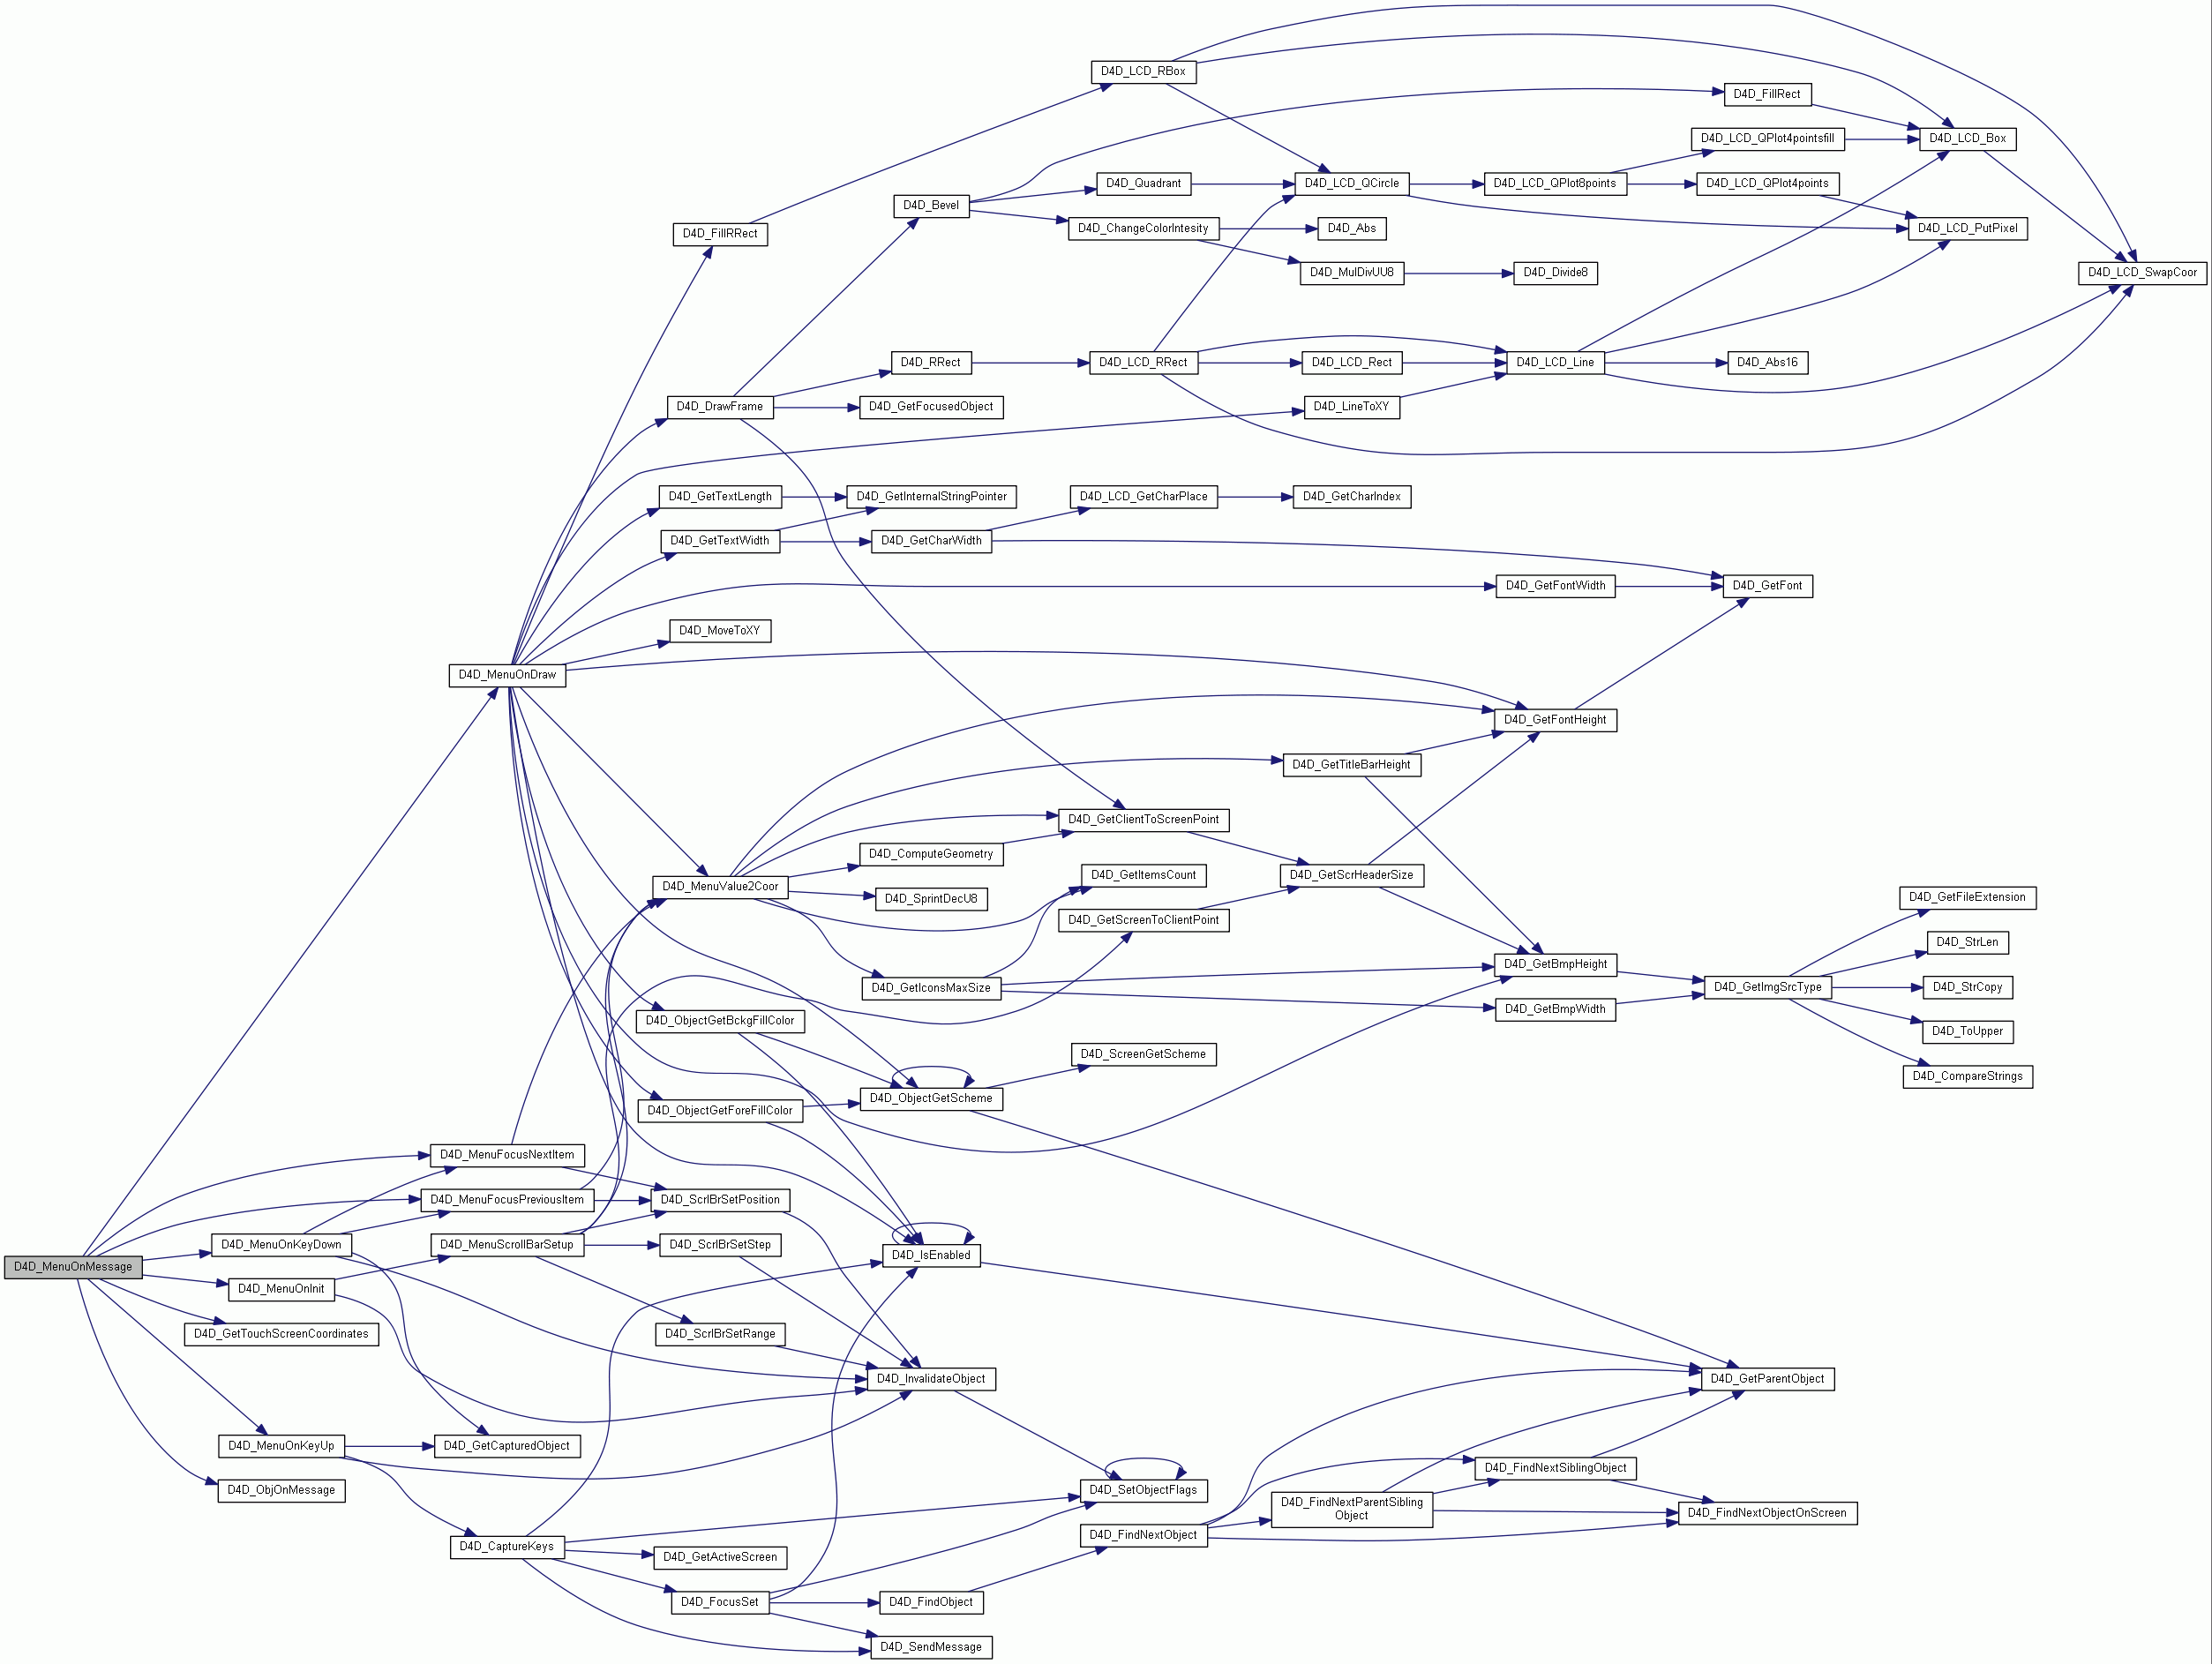 D4D_LCD_RBox
D4D_FillRect
D4D_LCD_QPlot4pointsfill
D4D_LCD_Box
D4D_Quadrant
D4D_LCD_QCircle
D4D_LCD_QPlot8points
D4D_LCD_QPlot4points
D4D_Bevel
D4D_ChangeColorIntesity
D4D_Abs
D4D_LCD_PutPixel
D4D_FillRRect
D4D_MulDivUU8
D4D_Divide8
D4D_LCD_SwapCoor
D4D_RRect
D4D_LCD_RRect
D4D_LCD_Rect
D4D_LCD_Line
D4D_Abs16
D4D_DrawFrame
D4D_GetFocusedObject
D4D_LineToXY
D4D_GetTextLength
D4D_GetInternalStringPointer
D4D_LCD_GetCharPlace
D4D_GetCharIndex
D4D_GetTextWidth
D4D_GetCharWidth
D4D_GetFontWidth
D4D_GetFont
D4D_MoveToXY
D4D_MenuOnDraw
D4D_GetFontHeight
D4D_GetTitleBarHeight
D4D_GetClientToScreenPoint
D4D_ComputeGeometry
D4D_GetItemsCount
D4D_GetScrHeaderSize
D4D_MenuValue2Coor
D4D_SprintDecU8
D4D_GetFileExtension
D4D_GetScreenToClientPoint
D4D_StrLen
D4D_GetBmpHeight
D4D_GetIconsMaxSize
D4D_GetImgSrcType
D4D_StrCopy
D4D_GetBmpWidth
D4D_ObjectGetBckgFillColor
D4D_ToUpper
D4D_ScreenGetScheme
D4D_CompareStrings
D4D_ObjectGetScheme
D4D_ObjectGetForeFillColor
D4D_MenuFocusNextItem
D4D_MenuFocusPreviousItem
D4D_ScrlBrSetPosition
D4D_MenuOnKeyDown
D4D_MenuScrollBarSetup
D4D_ScrlBrSetStep
D4D_IsEnabled
D4D_MenuOnMessage
D4D_MenuOnInit
D4D_GetTouchScreenCoordinates
D4D_ScrlBrSetRange
D4D_InvalidateObject
D4D_GetParentObject
D4D_MenuOnKeyUp
D4D_GetCapturedObject
D4D_FindNextSiblingObject
D4D_ObjOnMessage
D4D_SetObjectFlags
D4D_FindNextParentSibling
Object
D4D_FindNextObjectOnScreen
D4D_FindNextObject
D4D_CaptureKeys
D4D_GetActiveScreen
D4D_FocusSet
D4D_FindObject
D4D_SendMessage